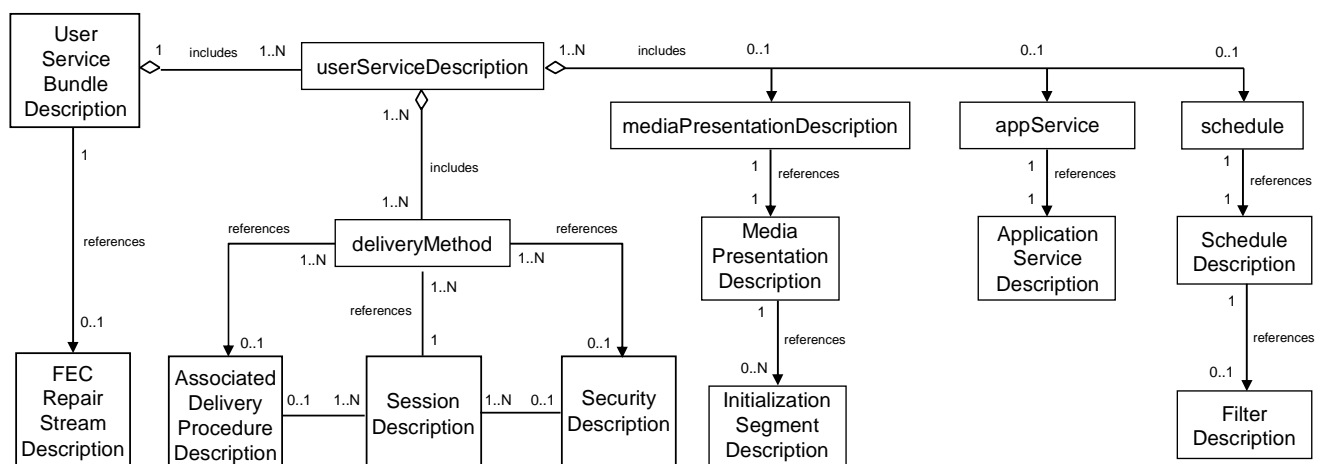 User
Service
Bundle
Description
1
includes
1..N
userServiceDescription
1..N
includes
0..1
0..1
0..1
1..N
mediaPresentationDescription
appService
schedule
1
includes
1
references
1
1
references
1
1
references
1
1..N
references
references
deliveryMethod
references
1..N
1..N
1..N
Media
Presentation
Description
Application
Service
Description
Schedule
Description
references
1
references
0..N
1
references
0..1
0..1
0..1
1
0..1
FEC
Repair
Stream
Description
Associated
Delivery
Procedure
Description
0..1
1..N
Session
Description
1..N
0..1
Security
Description
Initialization
Segment
Description
Filter
Description